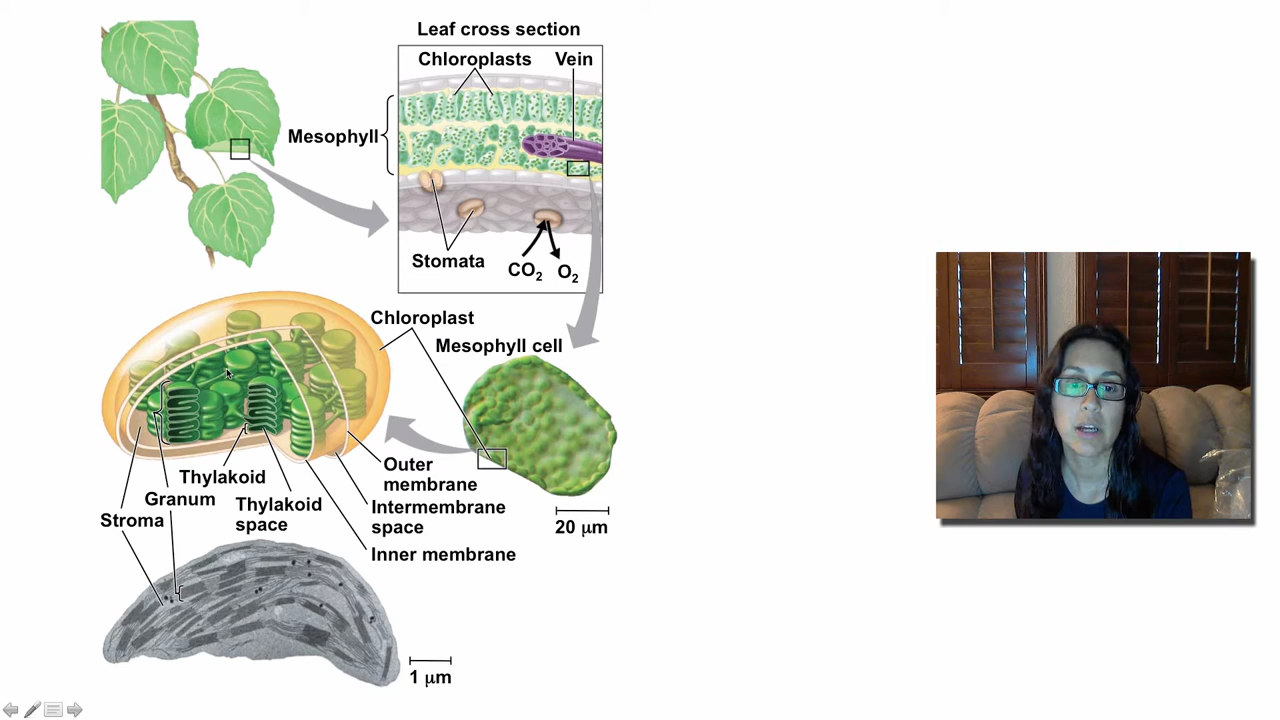 Leaf cross section
Chloroplasts
Vein
Mesophyll
Stomata
CO2
O2
Chloroplast
Mesophyll cell
Outer
membrane
Thylakoid
Granum
Thylakoid
space
Intermembrane
space
Stroma
20 μm
Inner membrane
1 μm